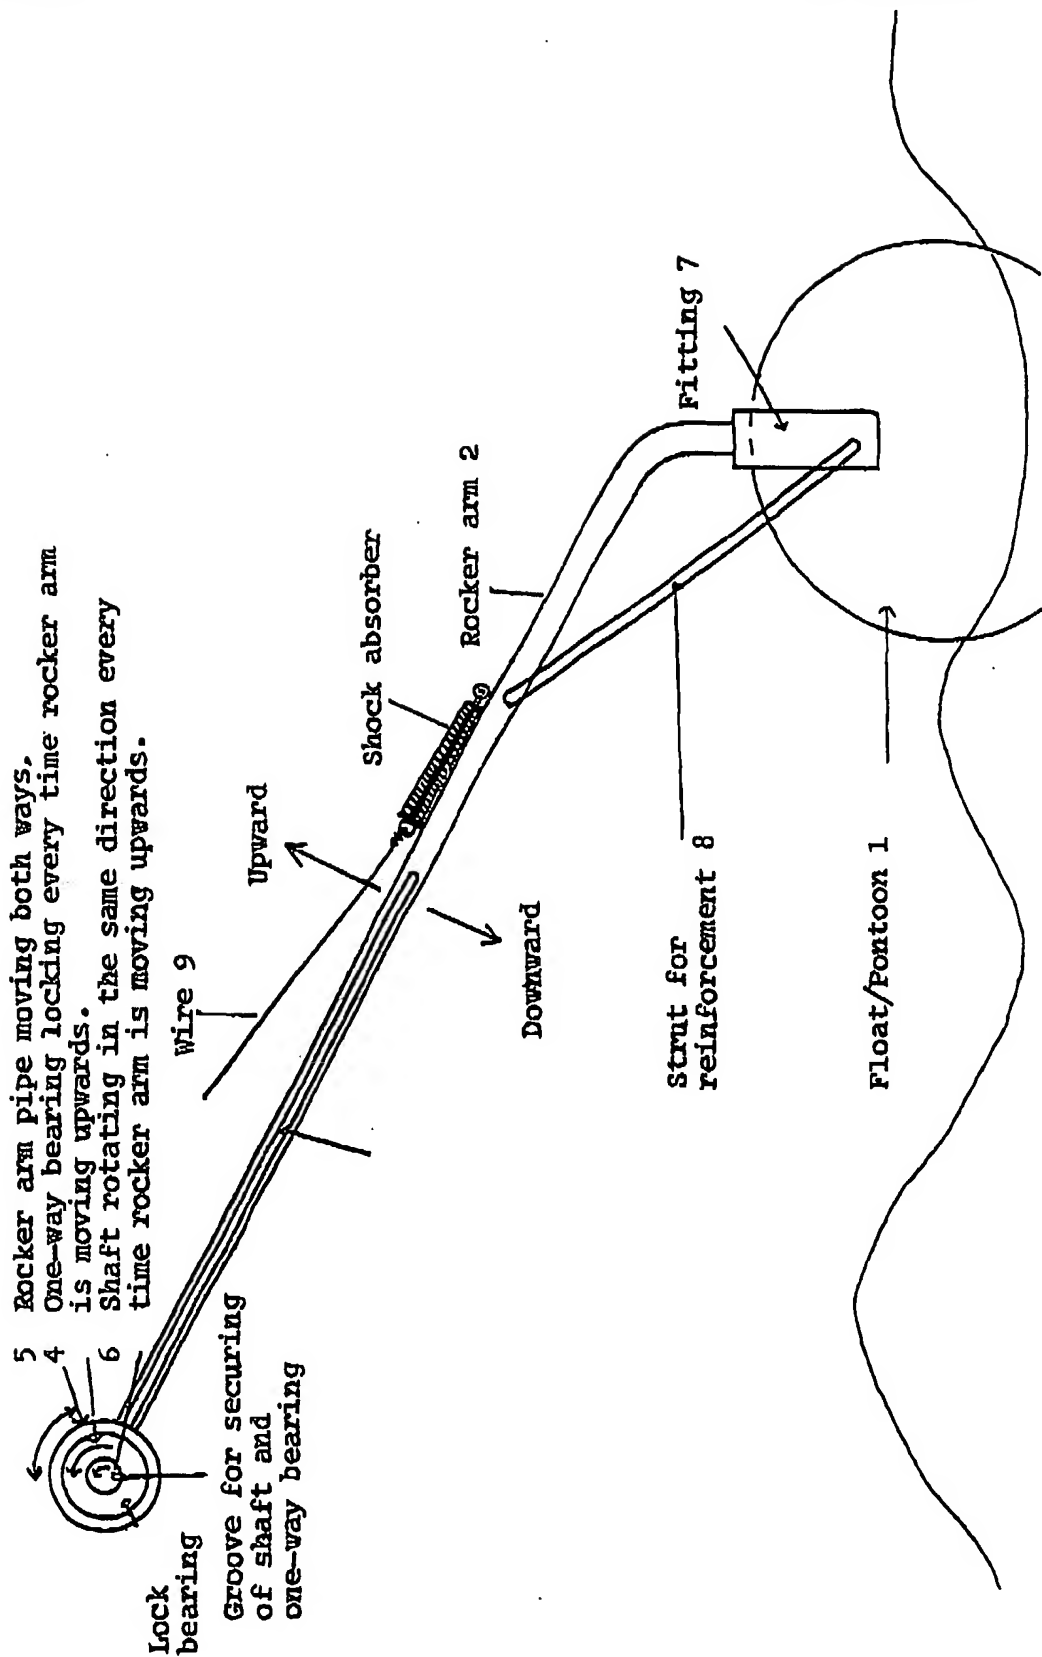 5 Rocker arm pipe moving both ways.
4 One-way bearing locking every time rocker arm
is moving upwards.
6 Shaft rotating in the same direction every
time rocker arm is moving upwards.
Lock
bearing
Groove for securing
of shaft and
one-way bearing
Wire 9
Upward
Downward
Shock absorber
Rocker arm 2
Fitting 7
Strut for
reinforcement 8
Float/Pontoon 1